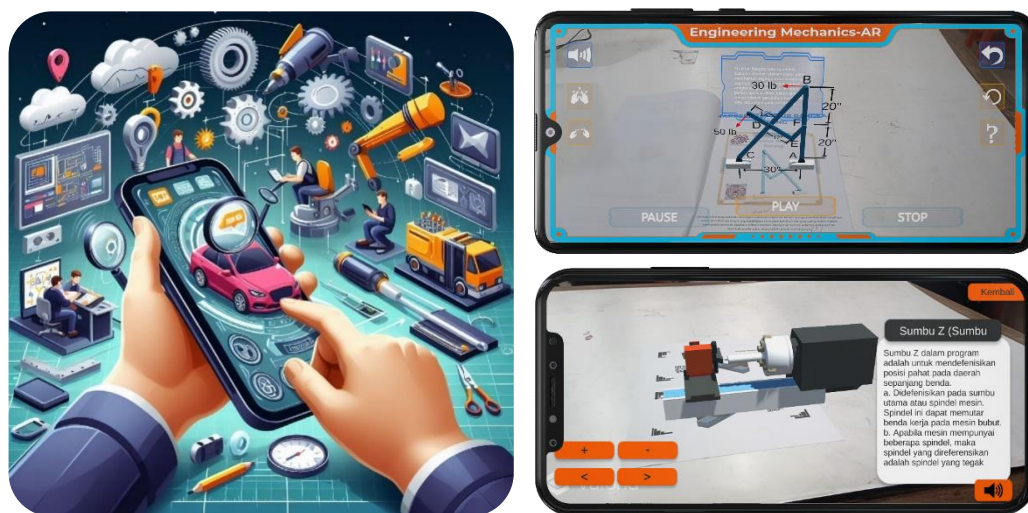 Engineering Mechanics-AR
B
30 lb
20"
D
F
50 lb
E
20"
C
A
30"
PAUSE
PLAY
STOP
Kembali
Sumbu Z (Sumbu
Sumbu Z dalam program
adalah untuk mendefenisikan
posisi pahat pada daerah
sepanjang benda.
a. Didefenisikan pada sumbu
utama atau spindel mesin.
Spindel ini dapat memutar
benda kerja pada mesin bubut.
b. Apabila mesin mempunyai
beberapa spindel, maka
spindel yang direferensikan
adalah spindel yang tegak
+
-
<
>